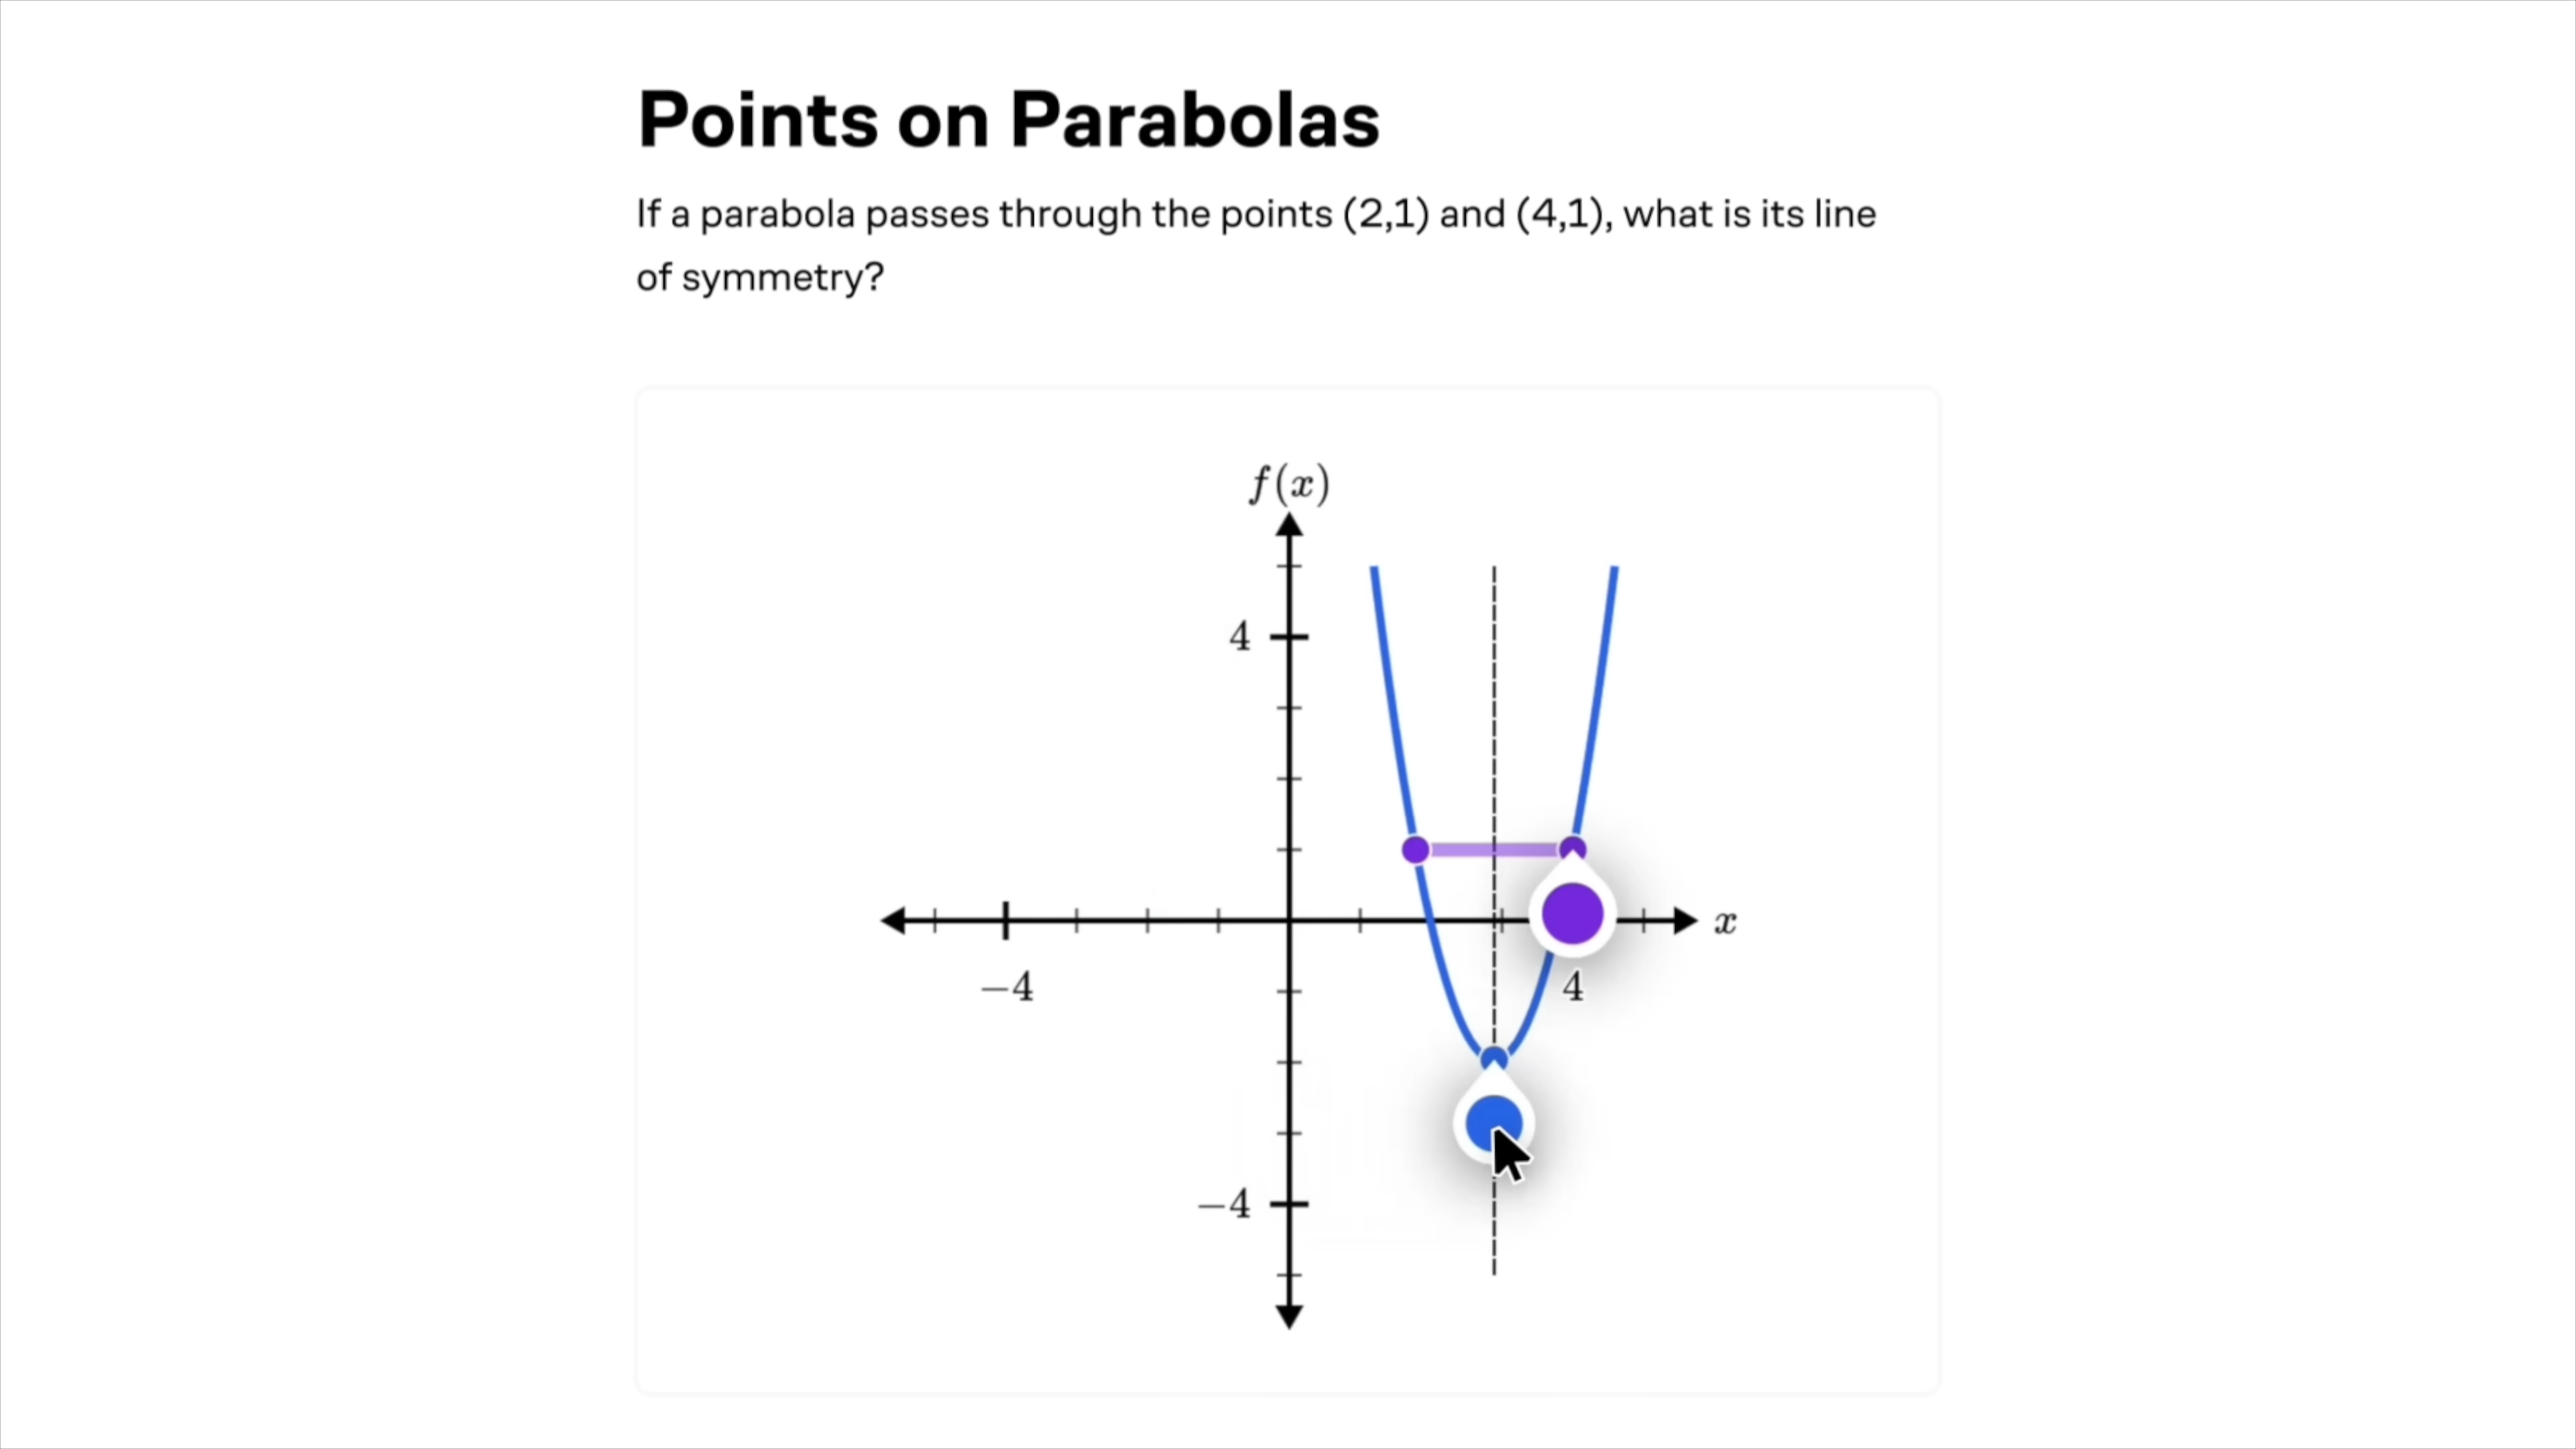 Points on Parabolas
If a parabola passes through the points (2,1) and (4,1), what is its line
of symmetry?
f(x)
4
x
−4
4
−4